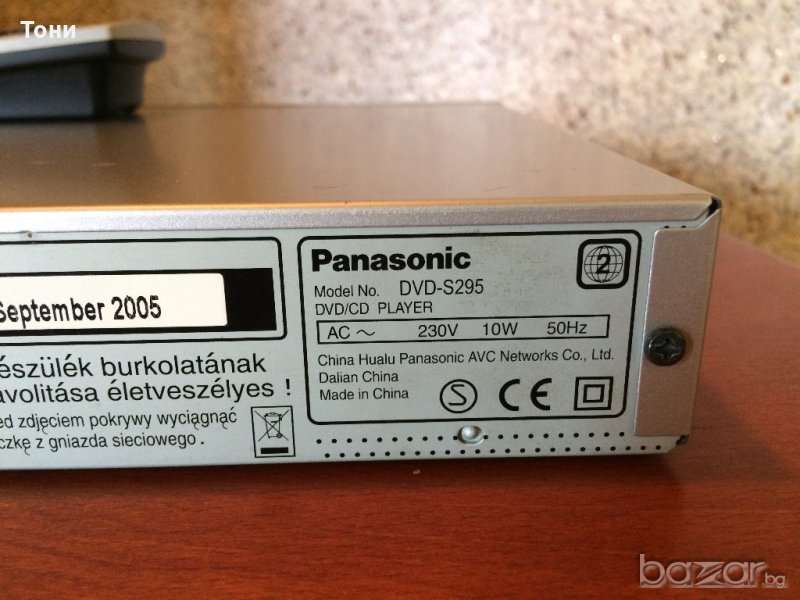 Тони
September 2005
észülék burkolatának
ávolitása életveszélyes !
ed zdjęciem pokrywy wyciągnąć
czkę z gniazda sieciowego .
Panasonic
2
Model No. DVD-S295
DVD/CD PLAYER
AC ~ 230V 10W 50Hz
China Hualu Panasonic AVC Networks Co., Ltd.
Dalian China
Made in China
S CE
bazar.bg